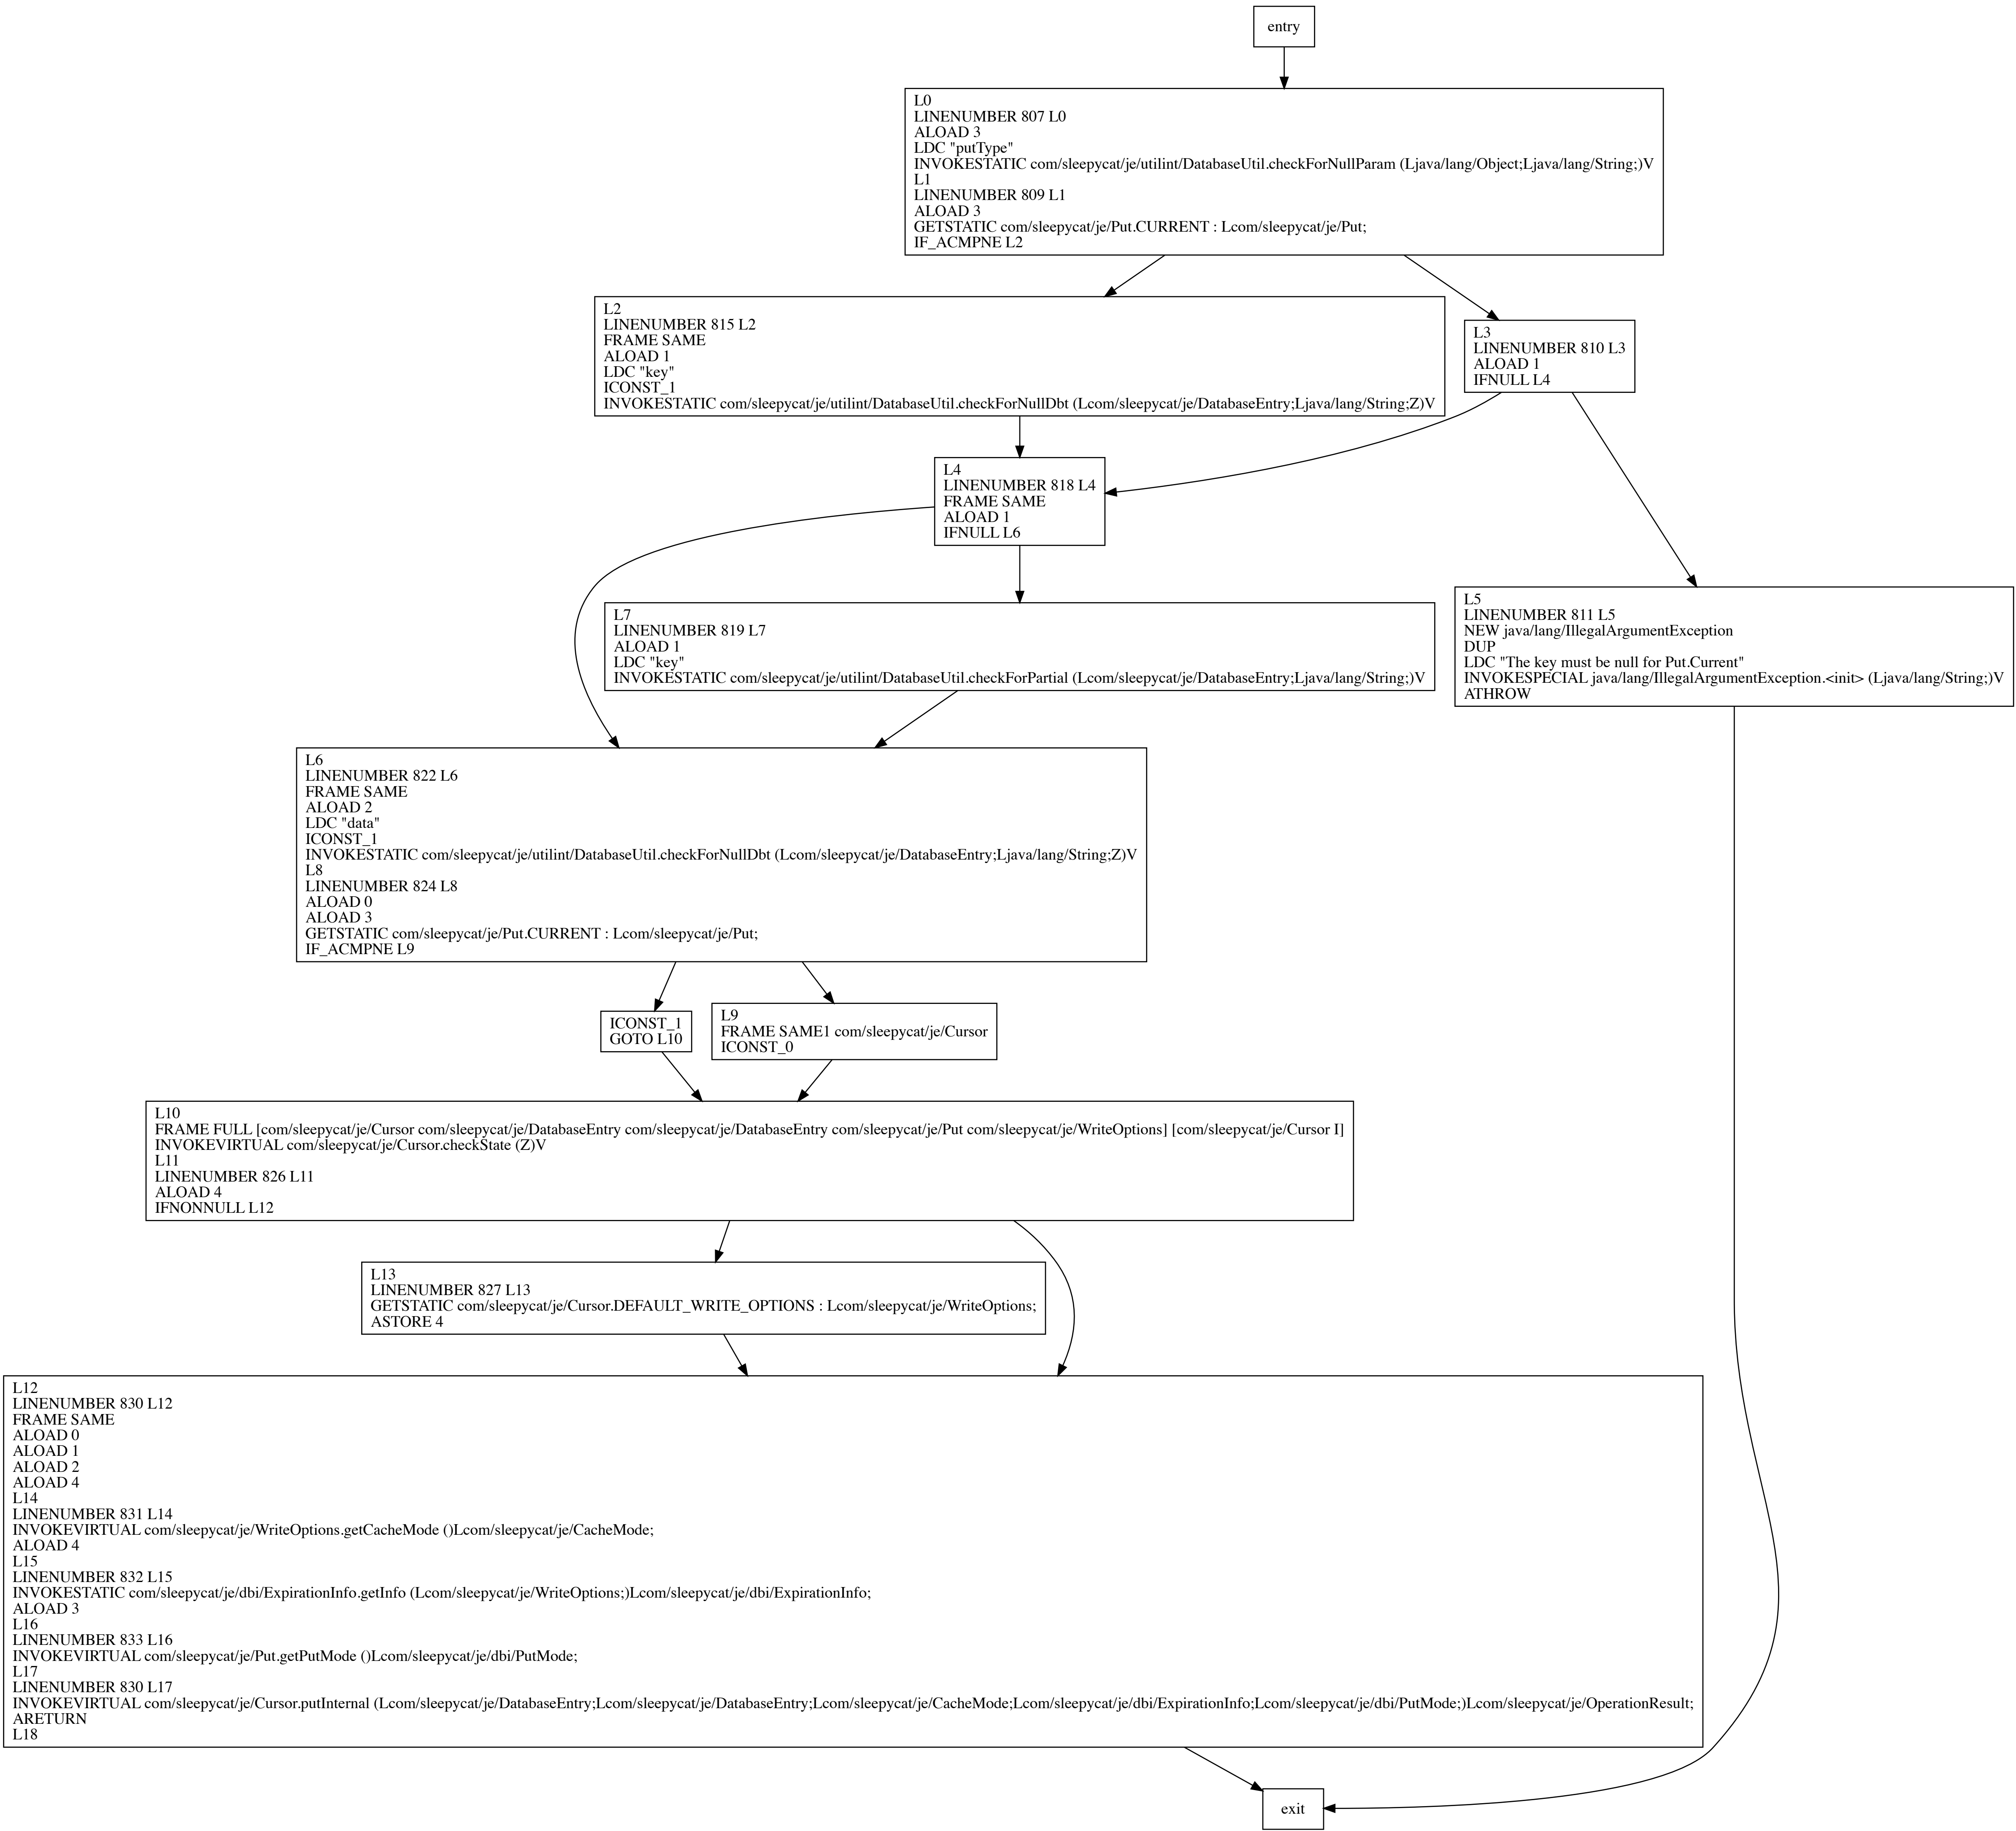 entry
L0
LINENUMBER 807 L0
ALOAD 3
LDC "putType"
INVOKESTATIC com/sleepycat/je/utilint/DatabaseUtil.checkForNullParam (Ljava/lang/Object;Ljava/lang/String;)V
L1
LINENUMBER 809 L1
ALOAD 3
GETSTATIC com/sleepycat/je/Put.CURRENT : Lcom/sleepycat/je/Put;
IF_ACMPNE L2
L2
LINENUMBER 815 L2
FRAME SAME
ALOAD 1
LDC "key"
ICONST_1
INVOKESTATIC com/sleepycat/je/utilint/DatabaseUtil.checkForNullDbt (Lcom/sleepycat/je/DatabaseEntry;Ljava/lang/String;Z)V
L3
LINENUMBER 810 L3
ALOAD 1
IFNULL L4
L4
LINENUMBER 818 L4
FRAME SAME
ALOAD 1
IFNULL L6
L7
LINENUMBER 819 L7
ALOAD 1
LDC "key"
INVOKESTATIC com/sleepycat/je/utilint/DatabaseUtil.checkForPartial (Lcom/sleepycat/je/DatabaseEntry;Ljava/lang/String;)V
L5
LINENUMBER 811 L5
NEW java/lang/IllegalArgumentException
DUP
LDC "The key must be null for Put.Current"
INVOKESPECIAL java/lang/IllegalArgumentException.&lt;init&gt; (Ljava/lang/String;)V
ATHROW
L6
LINENUMBER 822 L6
FRAME SAME
ALOAD 2
LDC "data"
ICONST_1
INVOKESTATIC com/sleepycat/je/utilint/DatabaseUtil.checkForNullDbt (Lcom/sleepycat/je/DatabaseEntry;Ljava/lang/String;Z)V
L8
LINENUMBER 824 L8
ALOAD 0
ALOAD 3
GETSTATIC com/sleepycat/je/Put.CURRENT : Lcom/sleepycat/je/Put;
IF_ACMPNE L9
ICONST_1
GOTO L10
L9
FRAME SAME1 com/sleepycat/je/Cursor
ICONST_0
L10
FRAME FULL [com/sleepycat/je/Cursor com/sleepycat/je/DatabaseEntry com/sleepycat/je/DatabaseEntry com/sleepycat/je/Put com/sleepycat/je/WriteOptions] [com/sleepycat/je/Cursor I]
INVOKEVIRTUAL com/sleepycat/je/Cursor.checkState (Z)V
L11
LINENUMBER 826 L11
ALOAD 4
IFNONNULL L12
L13
LINENUMBER 827 L13
GETSTATIC com/sleepycat/je/Cursor.DEFAULT_WRITE_OPTIONS : Lcom/sleepycat/je/WriteOptions;
ASTORE 4
L12
LINENUMBER 830 L12
FRAME SAME
ALOAD 0
ALOAD 1
ALOAD 2
ALOAD 4
L14
LINENUMBER 831 L14
INVOKEVIRTUAL com/sleepycat/je/WriteOptions.getCacheMode ()Lcom/sleepycat/je/CacheMode;
ALOAD 4
L15
LINENUMBER 832 L15
INVOKESTATIC com/sleepycat/je/dbi/ExpirationInfo.getInfo (Lcom/sleepycat/je/WriteOptions;)Lcom/sleepycat/je/dbi/ExpirationInfo;
ALOAD 3
L16
LINENUMBER 833 L16
INVOKEVIRTUAL com/sleepycat/je/Put.getPutMode ()Lcom/sleepycat/je/dbi/PutMode;
L17
LINENUMBER 830 L17
INVOKEVIRTUAL com/sleepycat/je/Cursor.putInternal (Lcom/sleepycat/je/DatabaseEntry;Lcom/sleepycat/je/DatabaseEntry;Lcom/sleepycat/je/CacheMode;Lcom/sleepycat/je/dbi/ExpirationInfo;Lcom/sleepycat/je/dbi/PutMode;)Lcom/sleepycat/je/OperationResult;
ARETURN
L18
exit